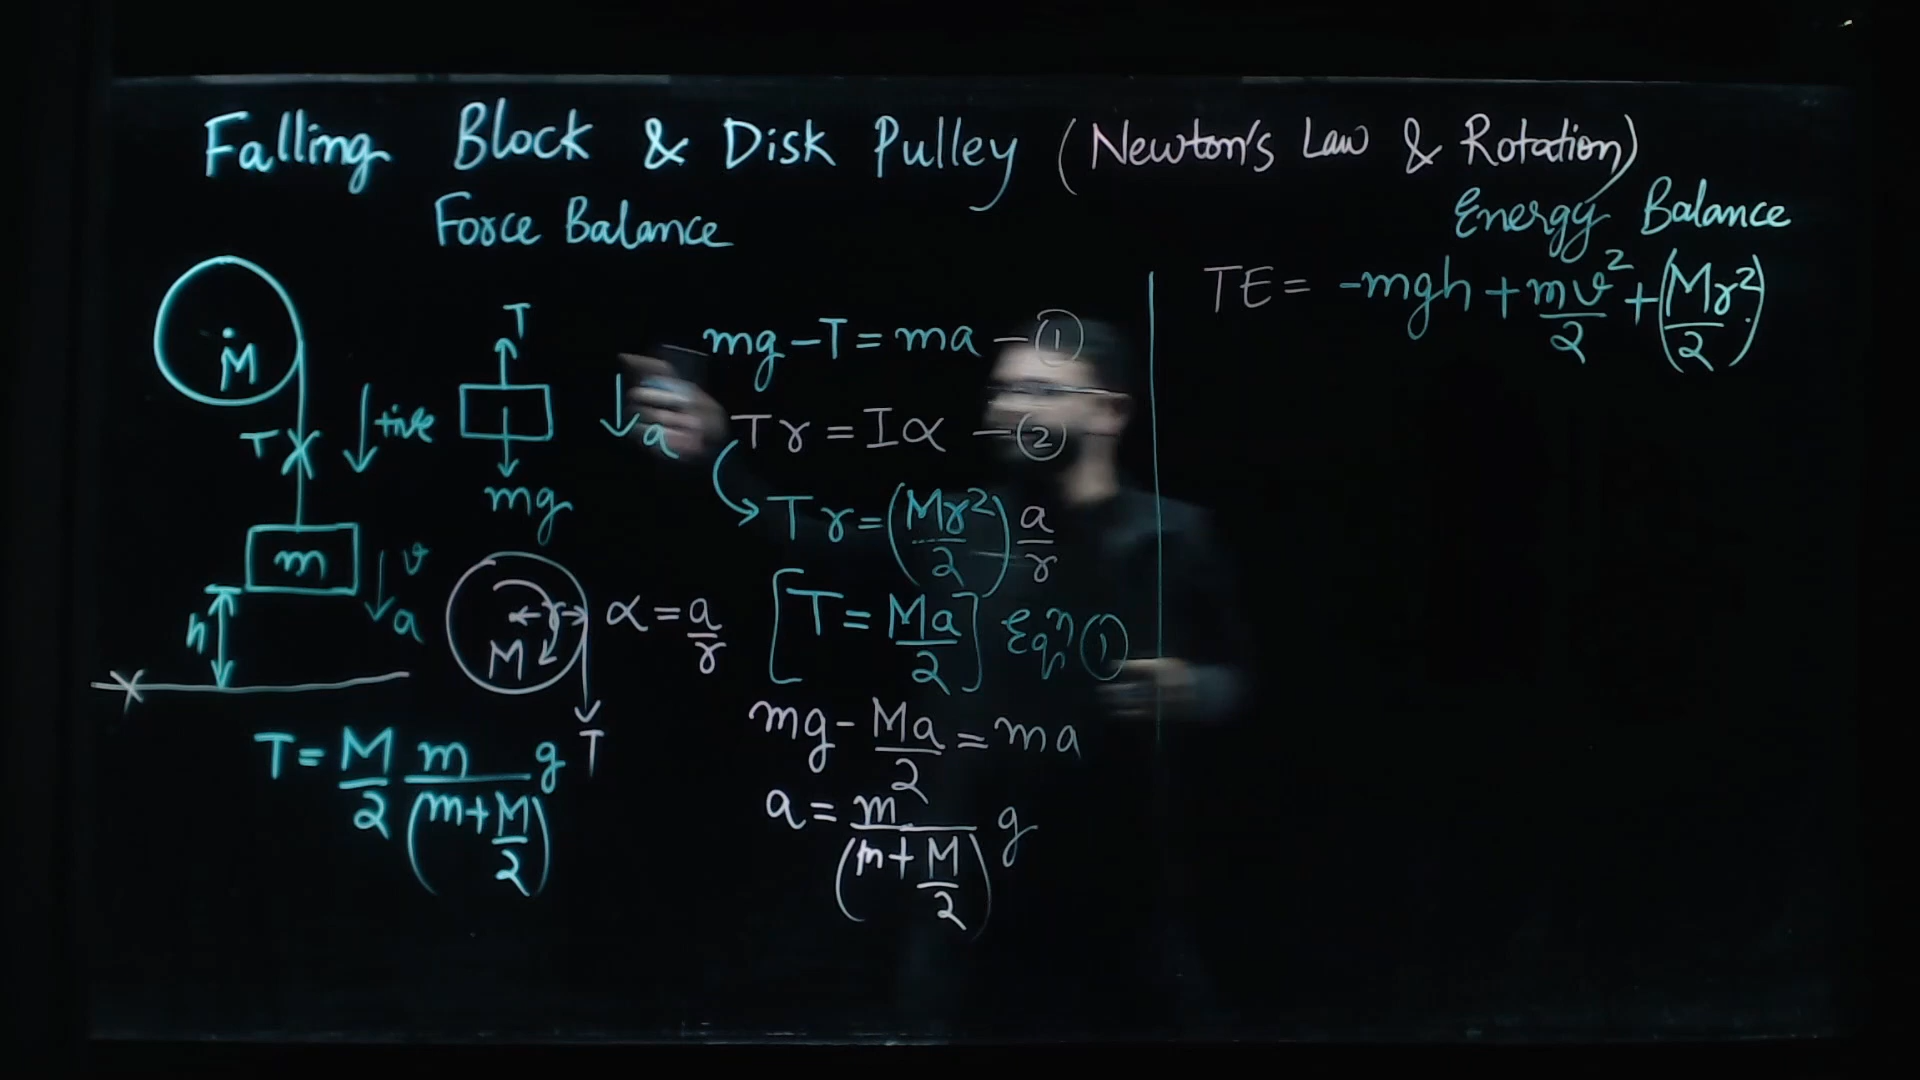 Falling Block & Disk Pulley (Newton's Law & Rotation)
Force Balance
Energy Balance
M
T
+ive
m
v
a
h
T
mg
a
M
r
α = a/r
T
T = M/2 m/(m+M/2) g
mg - T = ma - ①
Tr = Iα - ②
Tr = (Mr²/2) a/r
[T = Ma/2] Eqⁿ ①
mg - Ma/2 = ma
a = m/(m+M/2) g
TE = -mgh + mv²/2 + (Mr²/2)